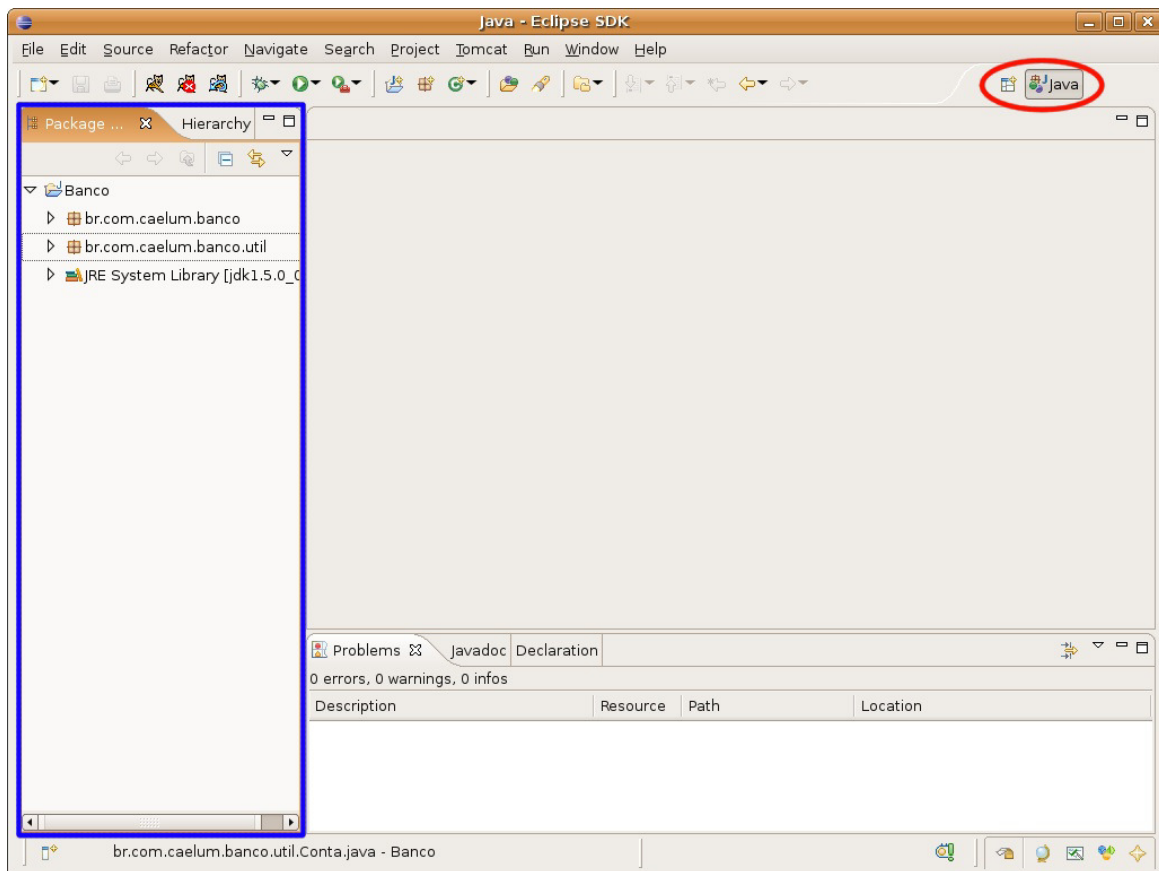 Java - Eclipse SDK
File Edit Source Refactor Navigate Search Project Tomcat Run Window Help
Java
Package ... Hierarchy
Banco
br.com.caelum.banco
br.com.caelum.banco.util
JRE System Library [jdk1.5.0_0
Problems Javadoc Declaration
0 errors, 0 warnings, 0 infos
Description Resource Path Location
br.com.caelum.banco.util.Conta.java - Banco